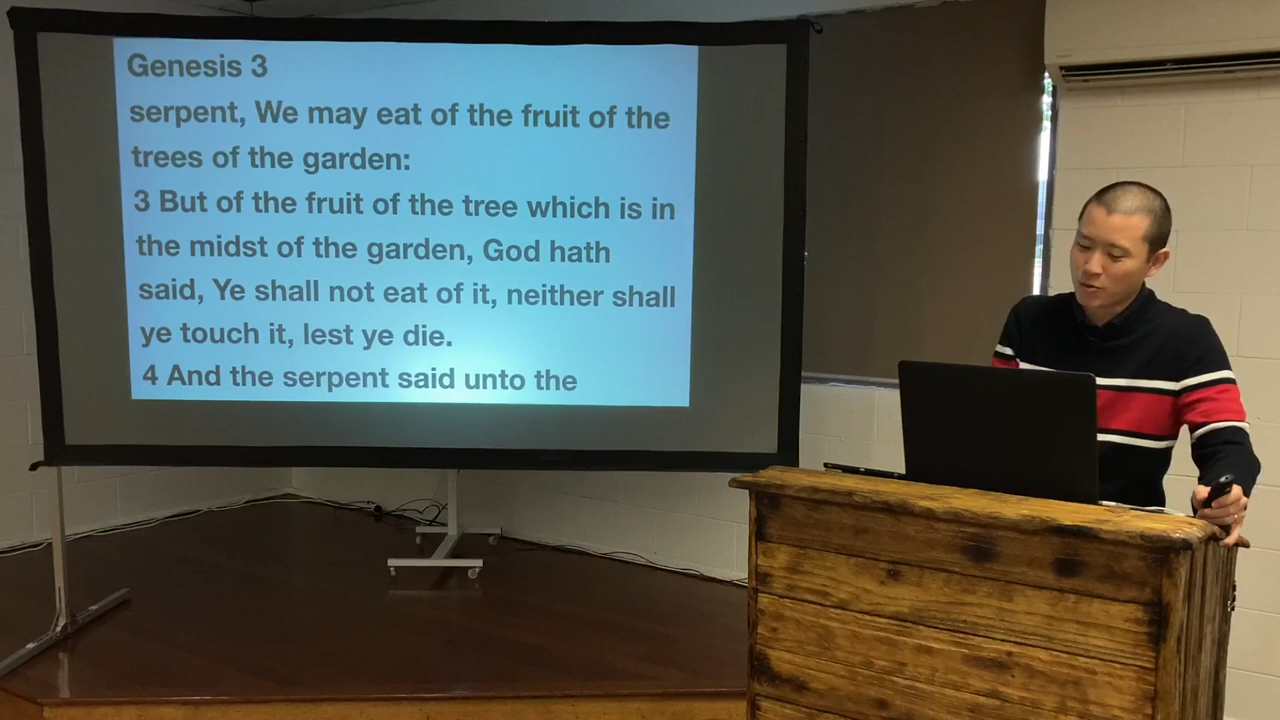 Genesis 3
serpent, We may eat of the fruit of the
trees of the garden:
3 But of the fruit of the tree which is in
the midst of the garden, God hath
said, Ye shall not eat of it, neither shall
ye touch it, lest ye die.
4 And the serpent said unto the